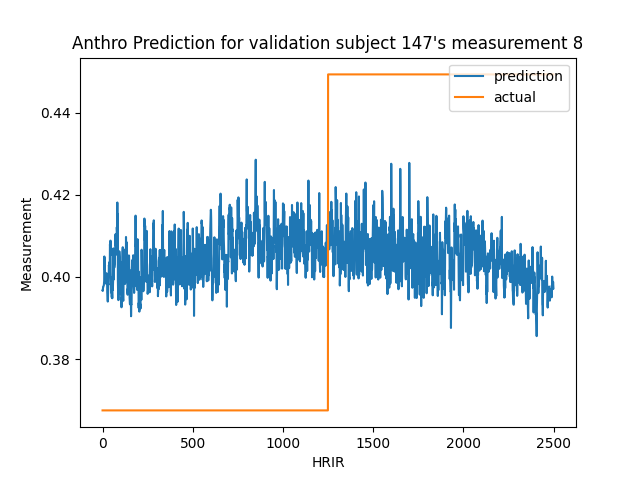 Anthro Prediction for validation subject 147's measurement 8
prediction
actual
0.44
0.42
0.40
0.38
Measurement
0
500
1000
1500
2000
2500
HRIR